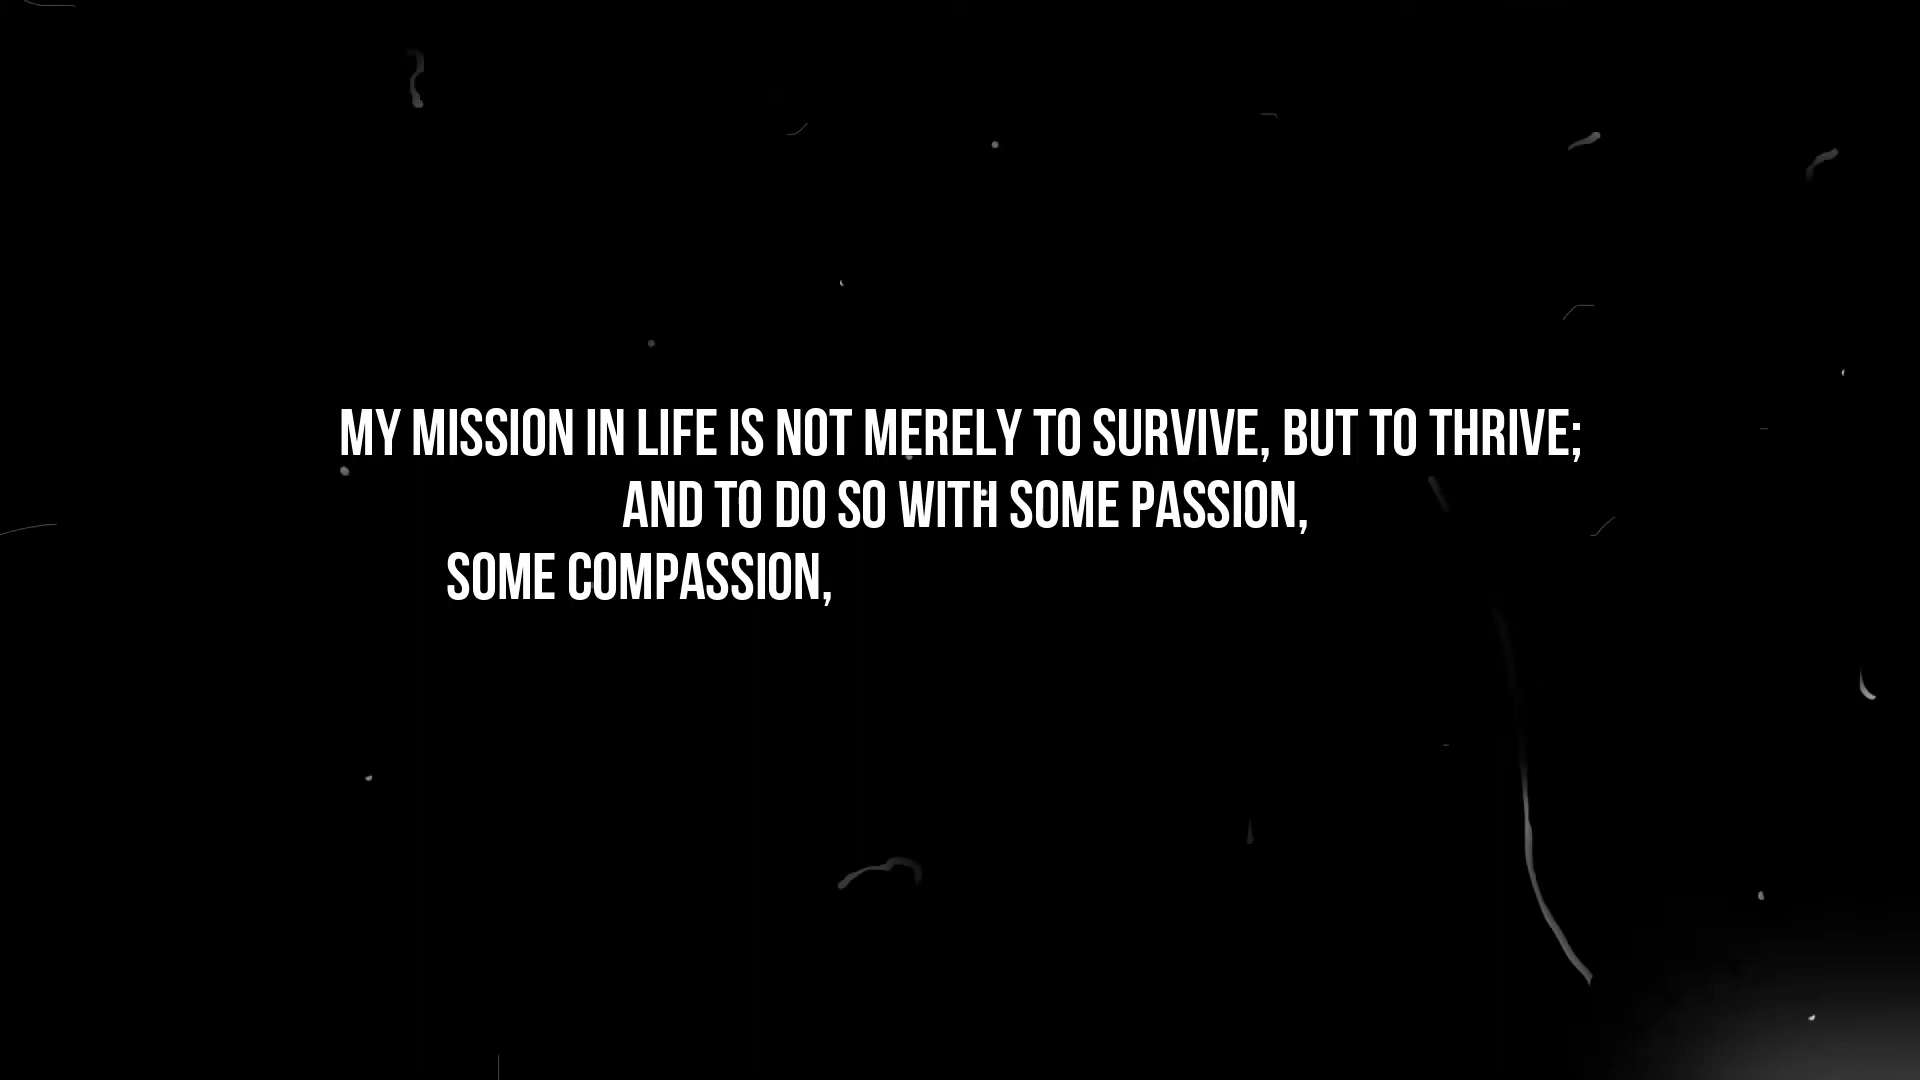 MY MISSION IN LIFE IS NOT MERELY TO SURVIVE, BUT TO THRIVE;
AND TO DO SO WITH SOME PASSION,
SOME COMPASSION,